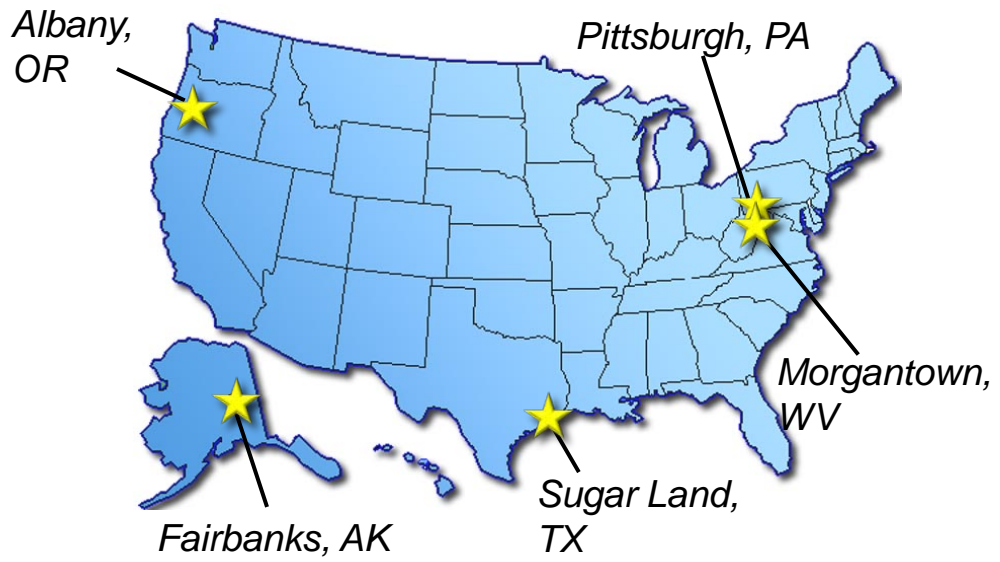 Albany,
OR
Pittsburgh, PA
Morgantown,
WV
Sugar Land,
TX
Fairbanks, AK